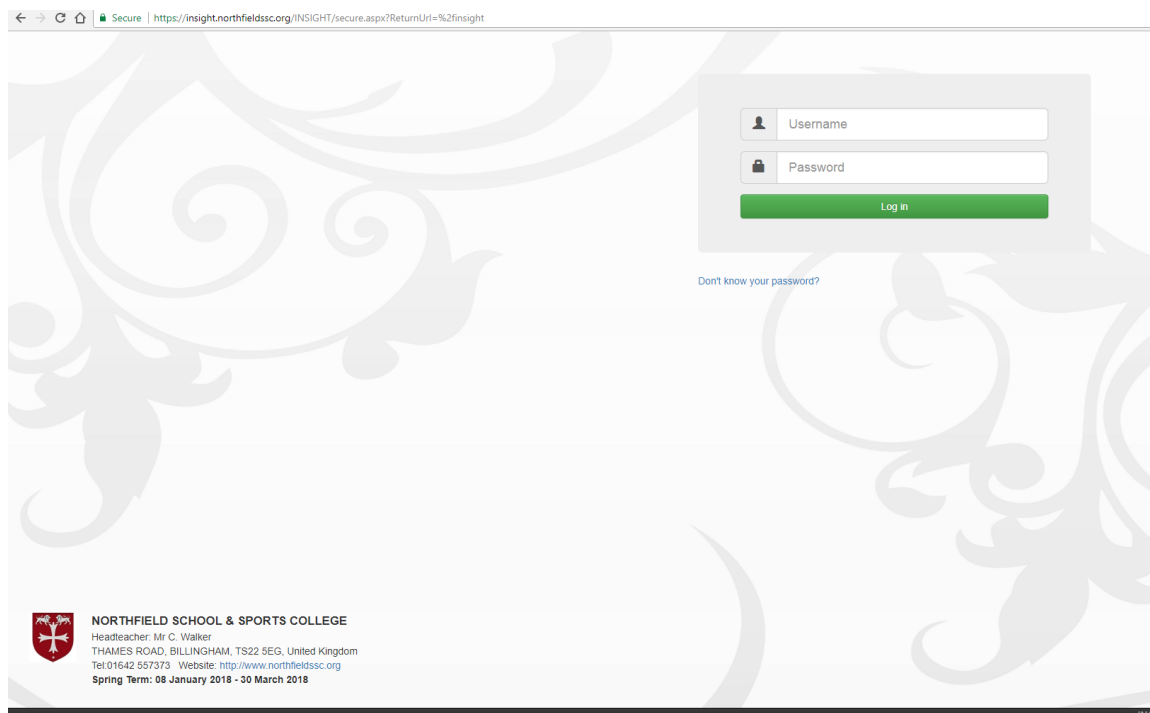 Secure | https://insight.northfieldssc.org/INSIGHT/secure.aspx?ReturnUrl=%2finsight
Username
Password
Log in
Don't know your password?
NORTHFIELD SCHOOL & SPORTS COLLEGE
Headteacher: Mr C. Walker
THAMES ROAD, BILLINGHAM, TS22 5EG, United Kingdom
Tel:01642 557373 Website: http://www.northfieldssc.org
Spring Term: 08 January 2018 - 30 March 2018